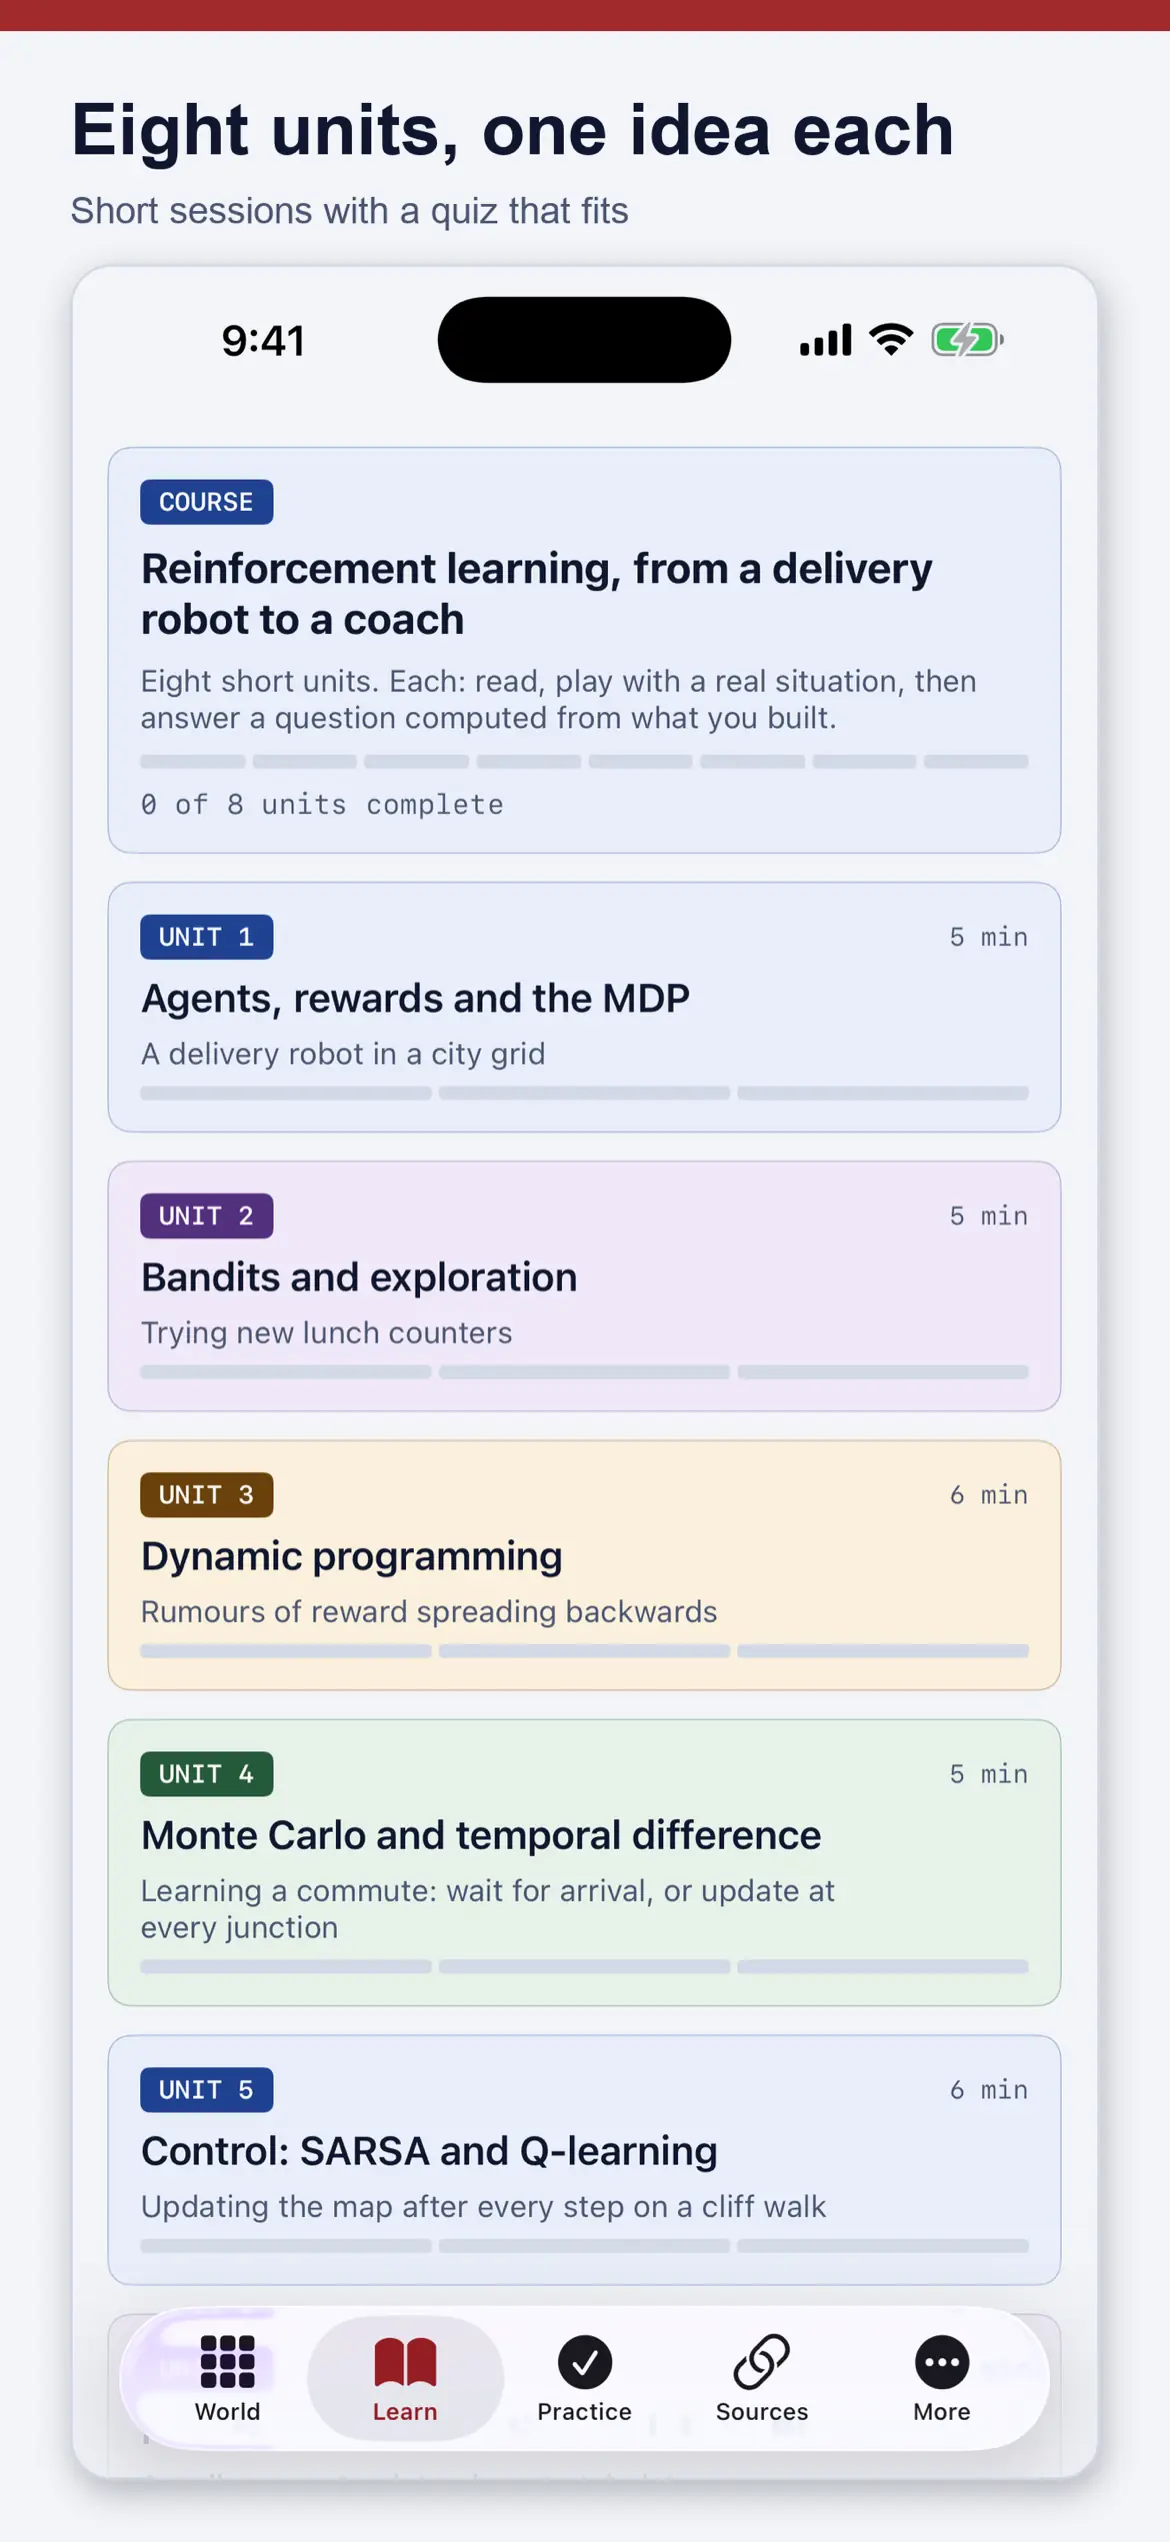 Eight units, one idea each
Short sessions with a quiz that fits
9:41
COURSE
Reinforcement learning, from a delivery
robot to a coach
Eight short units. Each: read, play with a real situation, then
answer a question computed from what you built.
0 of 8 units complete
UNIT 1
5 min
Agents, rewards and the MDP
A delivery robot in a city grid
UNIT 2
5 min
Bandits and exploration
Trying new lunch counters
UNIT 3
6 min
Dynamic programming
Rumours of reward spreading backwards
UNIT 4
5 min
Monte Carlo and temporal difference
Learning a commute: wait for arrival, or update at
every junction
UNIT 5
6 min
Control: SARSA and Q-learning
Updating the map after every step on a cliff walk
World
Learn
Practice
Sources
More